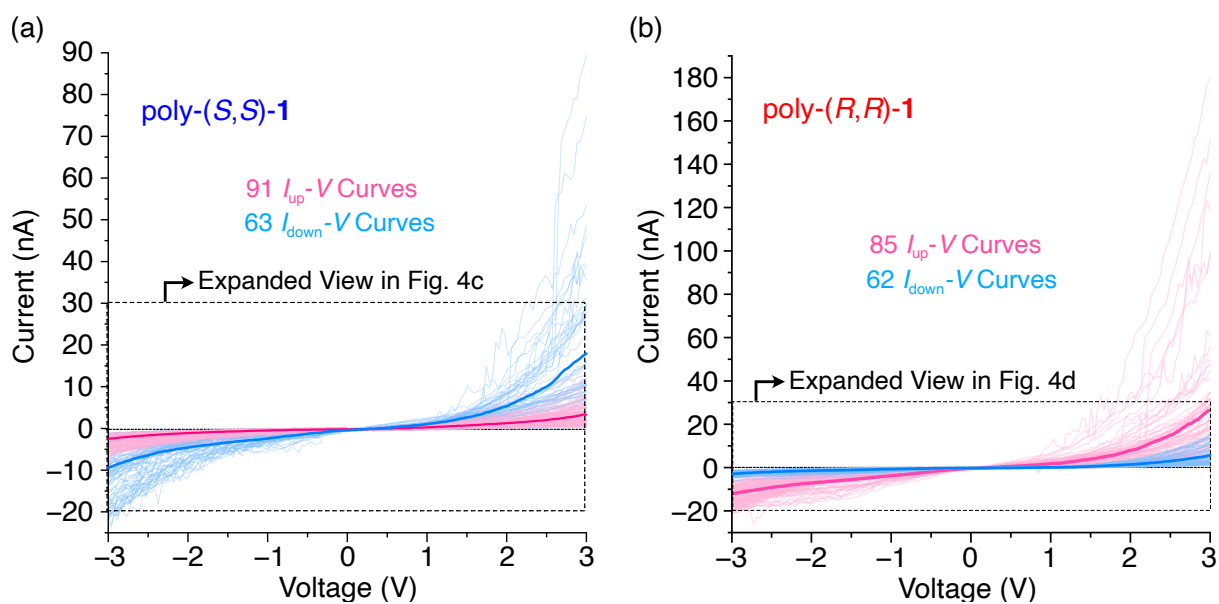 (a)
90
80
70
60
50
40
30
20
10
0
−10
−20
Current (nA)
poly-(S,S)-1
91 Iup-V Curves
63 Idown-V Curves
Expanded View in Fig. 4c
−3 −2 −1 0 1 2 3
Voltage (V)
(b)
180
160
140
120
100
80
60
40
20
0
−20
Current (nA)
poly-(R,R)-1
85 Iup-V Curves
62 Idown-V Curves
Expanded View in Fig. 4d
−3 −2 −1 0 1 2 3
Voltage (V)